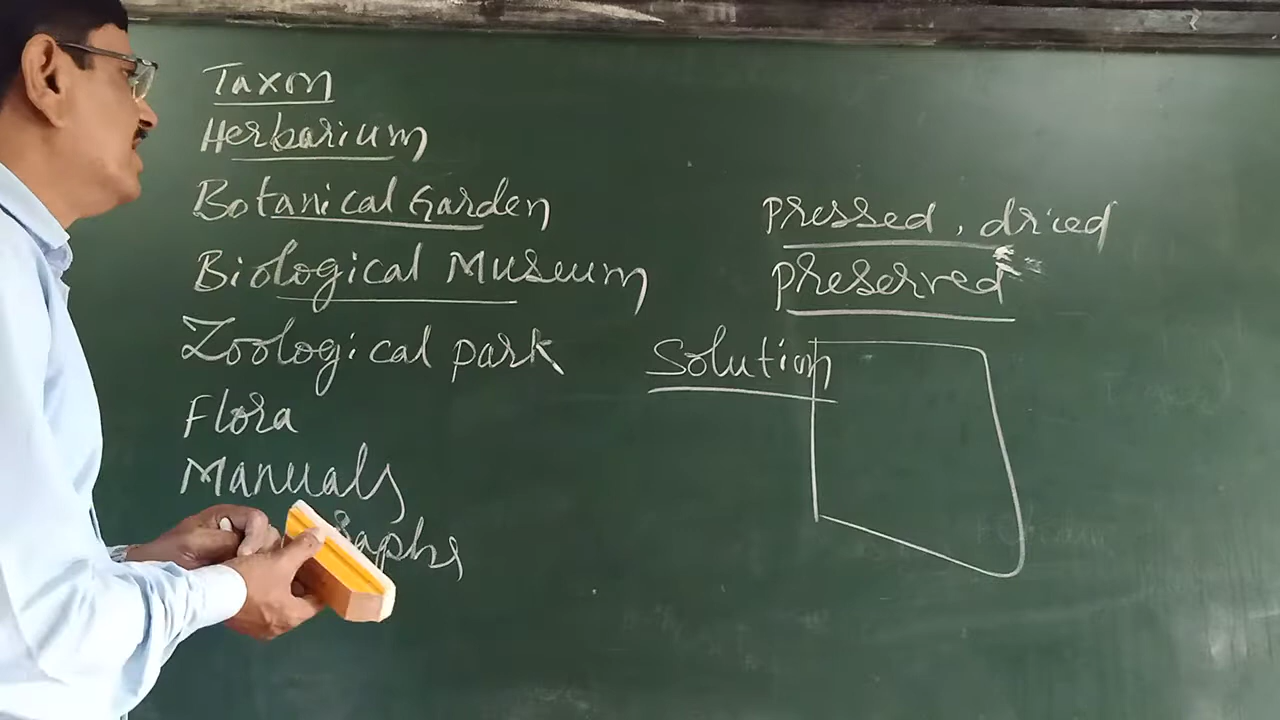 Taxon
Herbarium
Botanical Garden
Biological Museum
Zoological park
Flora
Manuals
pressed, dried
preserved
Solution